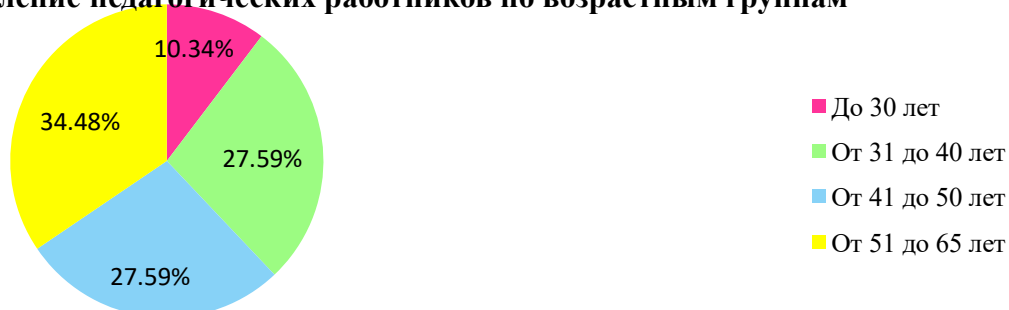 педагогических работников по возрастным группам
10.34%
34.48%
27.59%
27.59%
До 30 лет
От 31 до 40 лет
От 41 до 50 лет
От 51 до 65 лет